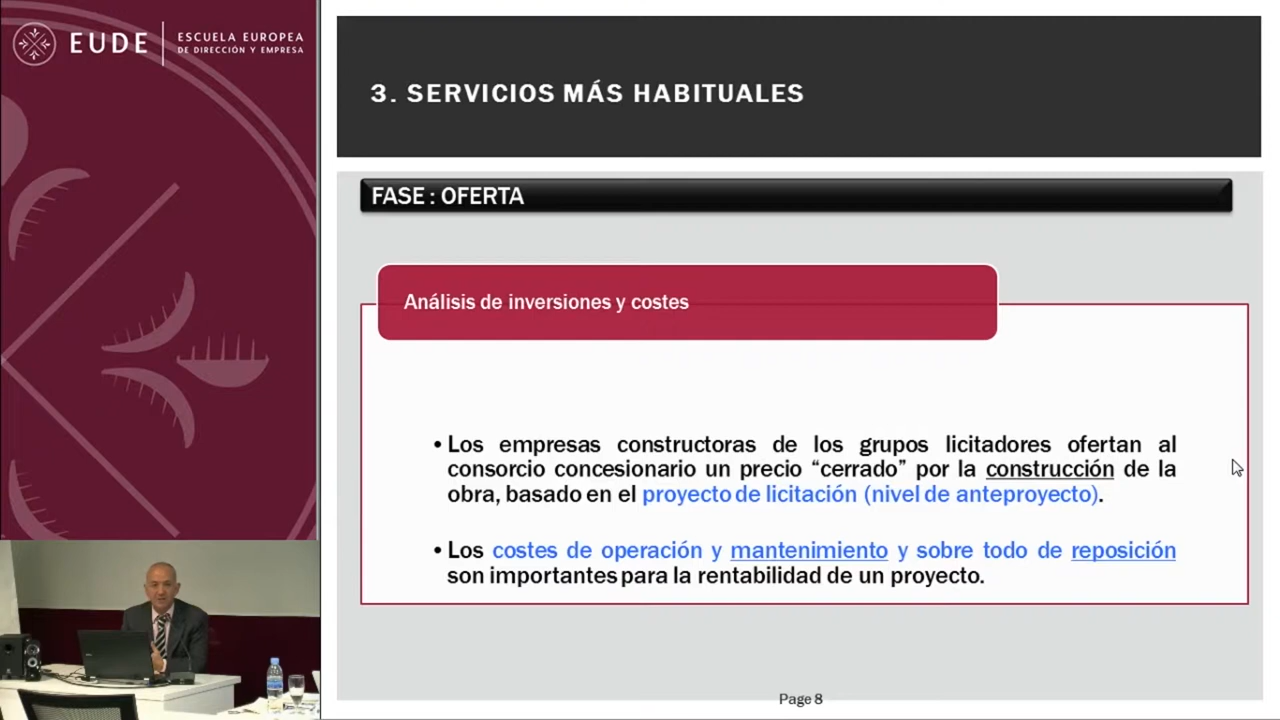 EUDE
ESCUELA EUROPEA
DE DIRECCIÓN Y EMPRESA
3. SERVICIOS MÁS HABITUALES
FASE : OFERTA
Análisis de inversiones y costes
• Los empresas constructoras de los grupos licitadores ofertan al
consorcio concesionario un precio “cerrado” por la construcción de la
obra, basado en el proyecto de licitación (nivel de anteproyecto).
• Los costes de operación y mantenimiento y sobre todo de reposición
son importantes para la rentabilidad de un proyecto.
Page 8